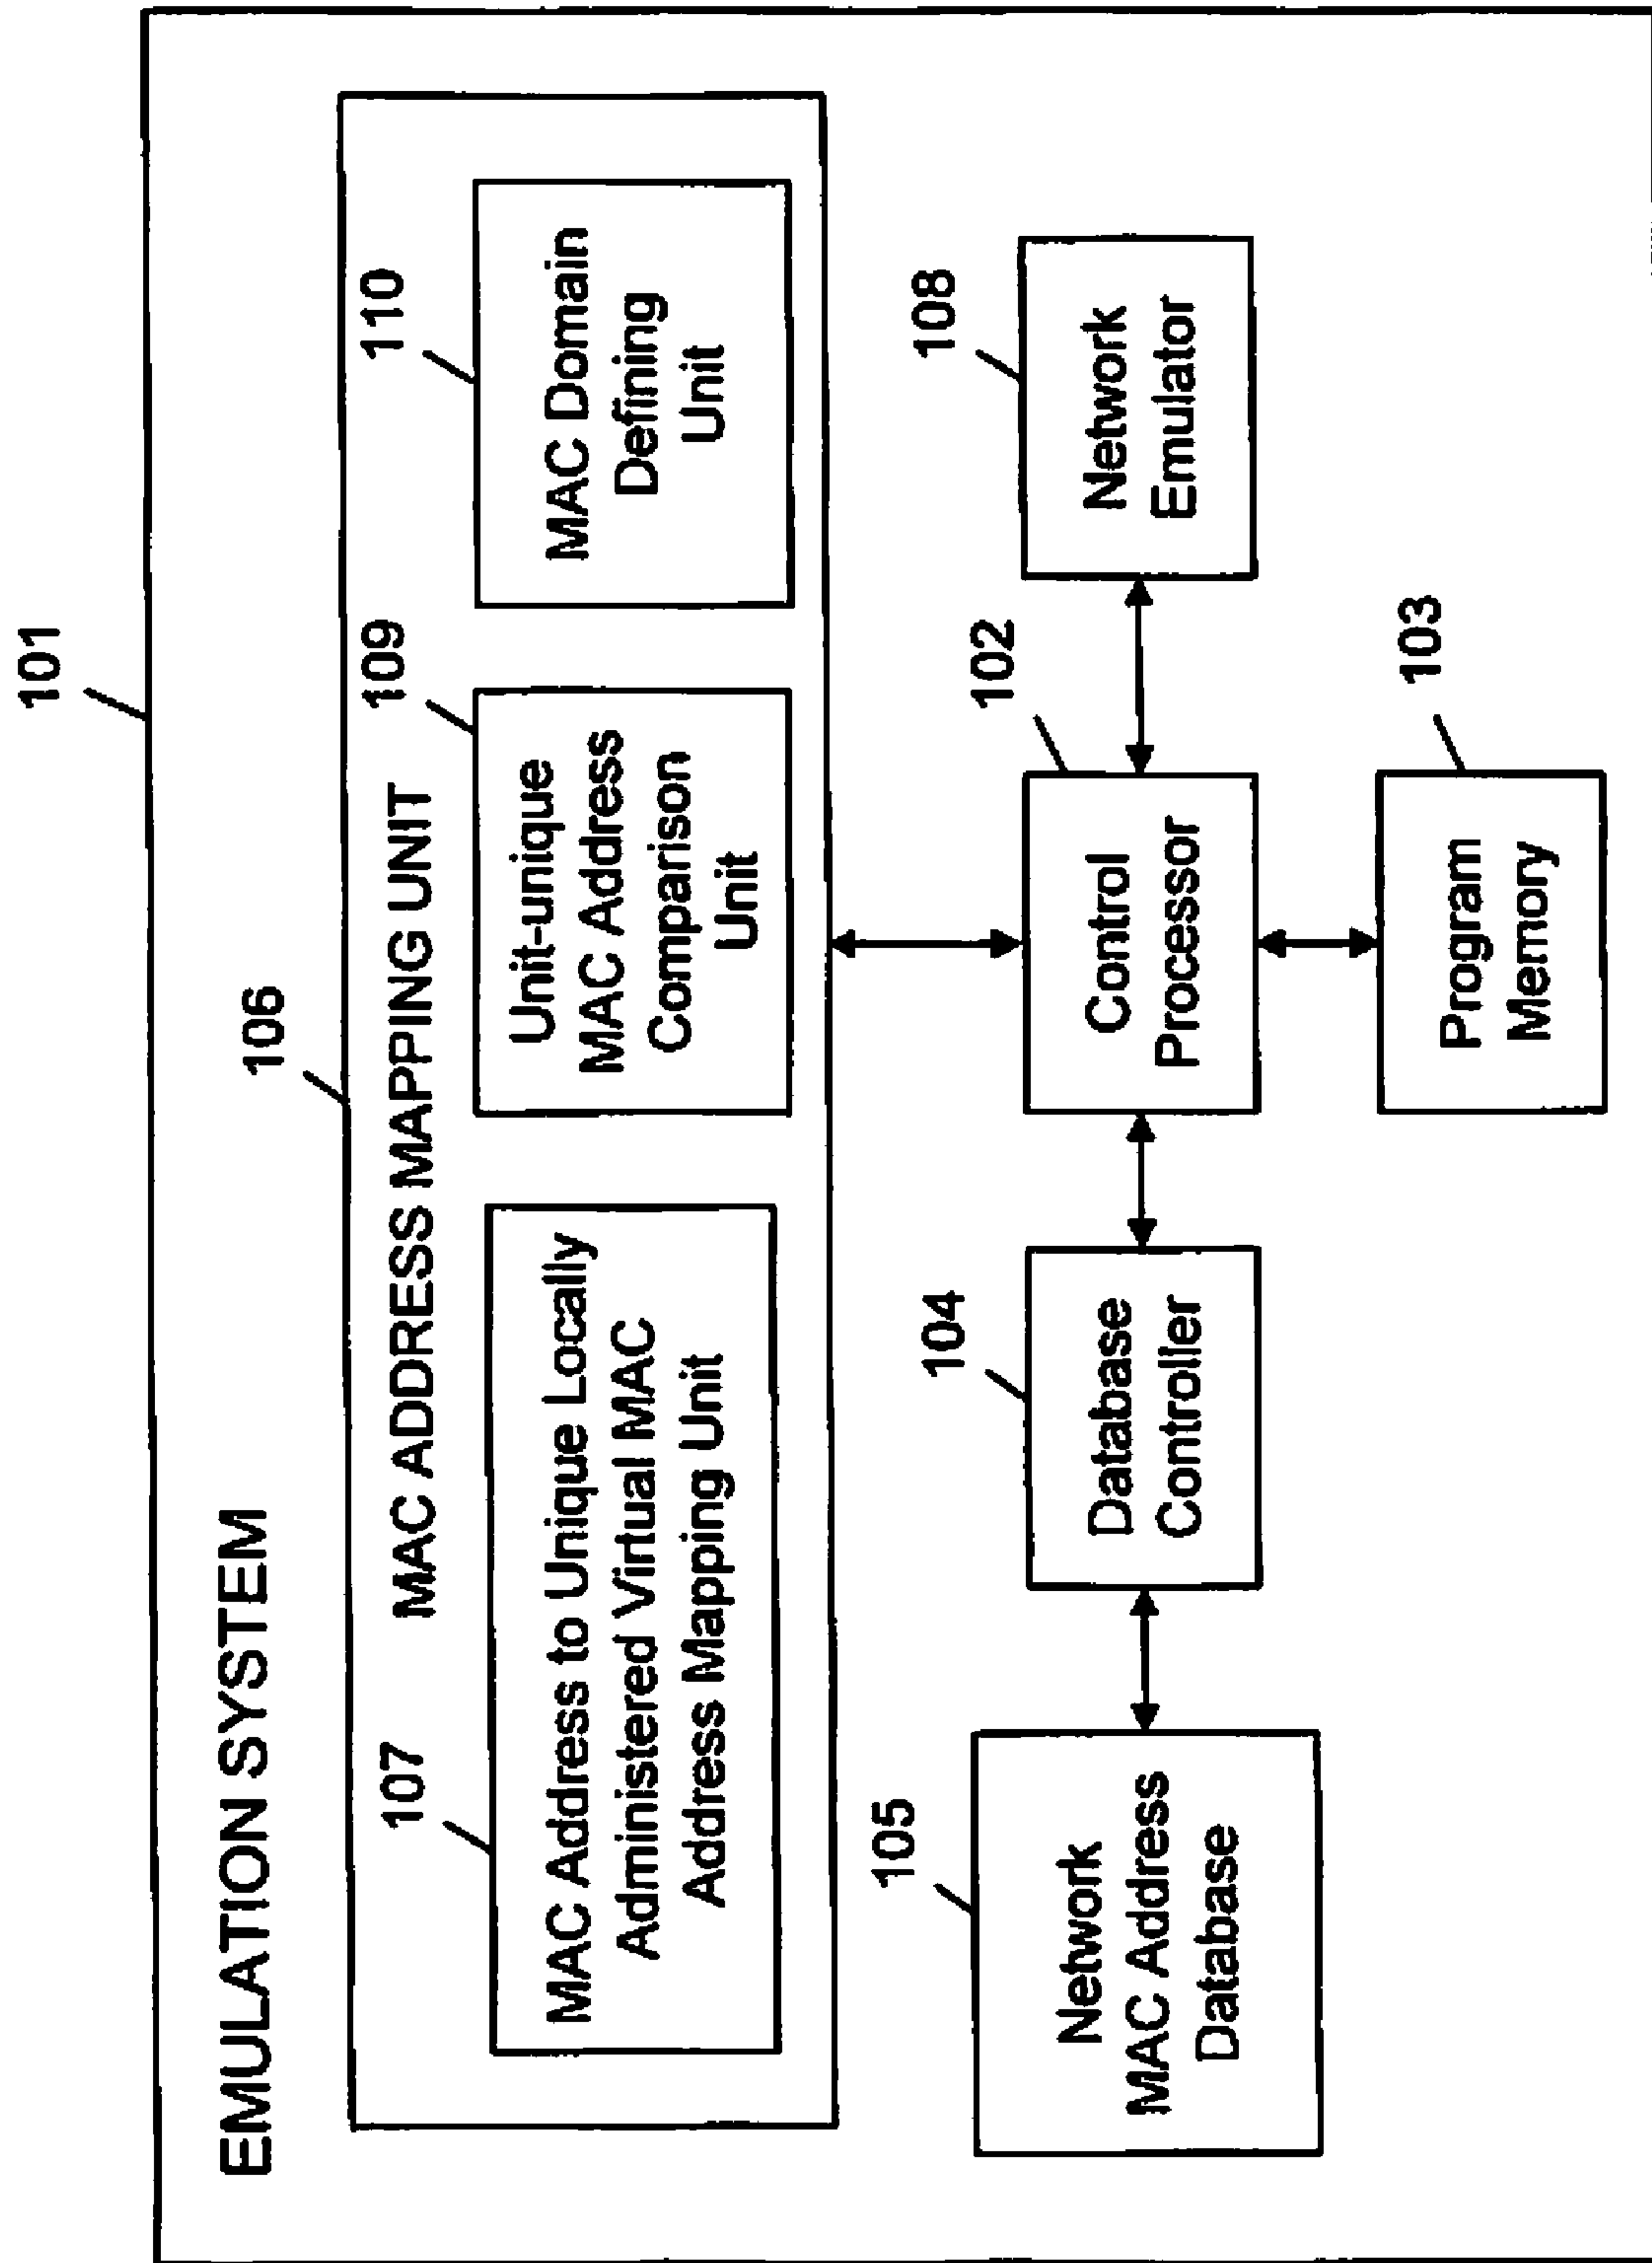 101
EMULATION SYSTEM
106
MAC ADDRESS MAPPING UNIT
107
MAC Address to Unique Locally
Administered Virtual MAC
Address Mapping Unit
109
Unit-unique
MAC Address
Comparison
Unit
110
MAC Domain
Defining
Unit
105
Network
MAC Address
Database
104
Database
Controller
102
Control
Processor
108
Network
Emulator
103
Program
Memory